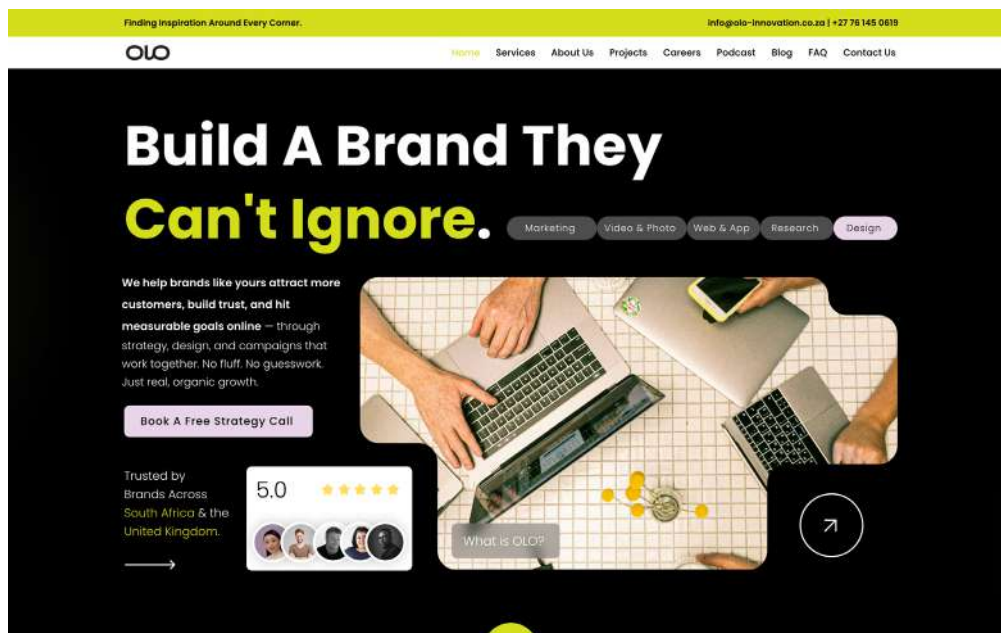 Finding Inspiration Around Every Corner.
info@olo-innovation.co.za | +27 76 145 0619
OLO
Home Services About Us Projects Careers Podcast Blog FAQ Contact Us
Build A Brand They
Can't Ignore.
Marketing Video & Photo Web & App Research Design
We help brands like yours attract more
customers, build trust, and hit
measurable goals online — through
strategy, design, and campaigns that
work together. No fluff. No guesswork.
Just real, organic growth.
Book A Free Strategy Call
Trusted by
Brands Across
South Africa & the
United Kingdom.
5.0
What is OLO?